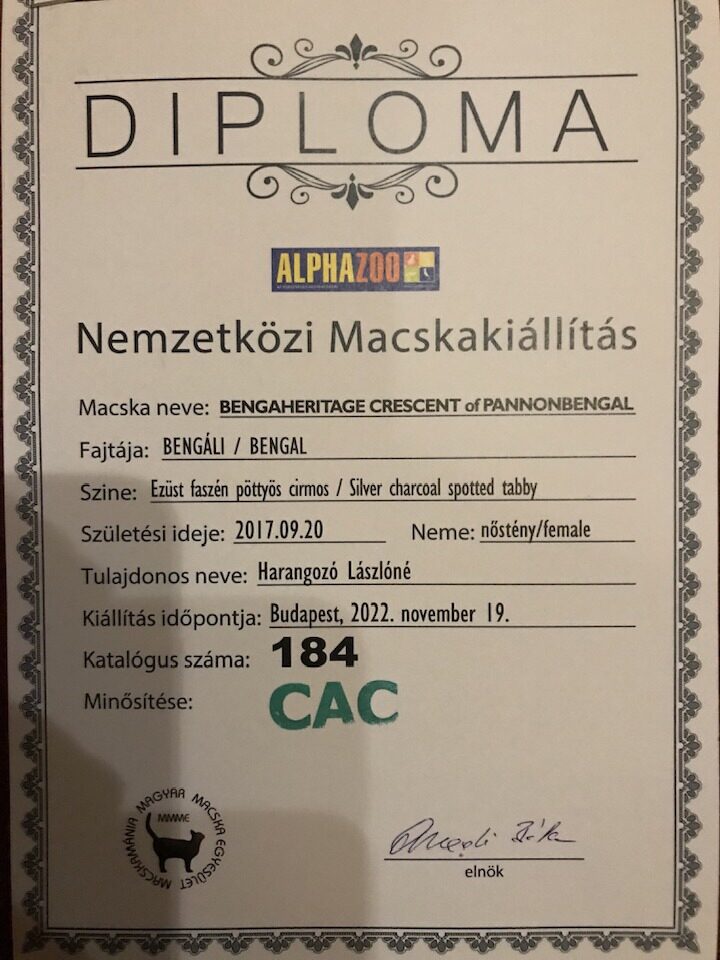 DIPLOMA
ALPHAZOO
Nemzetközi Macskakiállítás
Macska neve: BENGAHERITAGE CRESCENT of PANNONBENGAL
Fajtája: BENGÁLI / BENGAL
Szine: Ezüst faszén pöttyös cirmos / Silver charcoal spotted tabby
Születési ideje: 2017.09.20 Neme: nőstény/female
Tulajdonos neve: Harangozó Lászlóné
Kiállítás időpontja: Budapest, 2022. november 19.
Katalógus száma: 184
Minősítése: CAC
MACSKAMÁNIA MAGYAR MACSKA EGYESÜLET
MMME
elnök